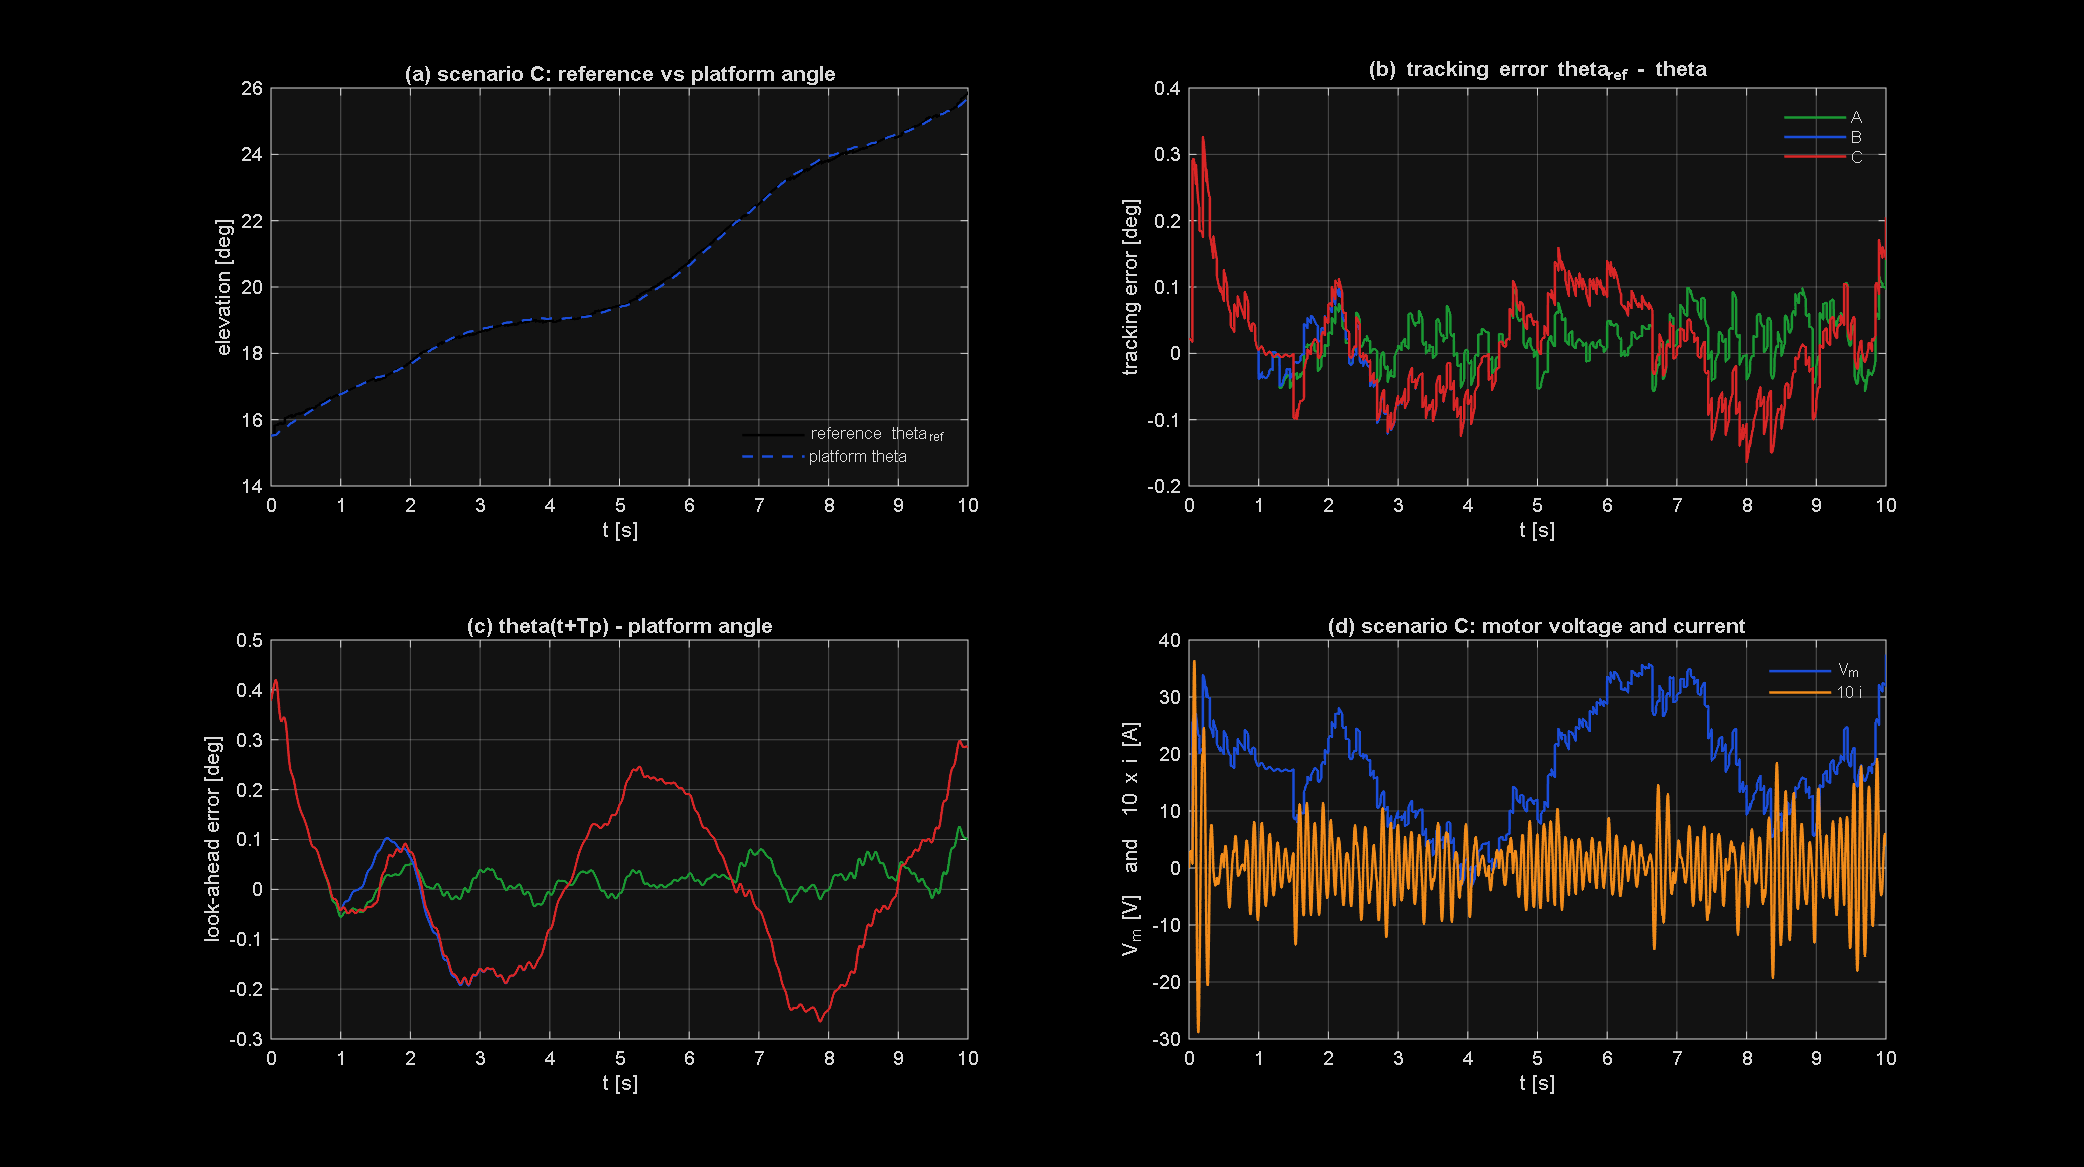 (a) scenario C: reference vs platform angle
elevation [deg]
26
24
22
20
18
16
14
0 1 2 3 4 5 6 7 8 9 10
t [s]
reference theta_ref
platform theta
(b) tracking error theta_ref - theta
tracking error [deg]
0.4
0.3
0.2
0.1
0
-0.1
-0.2
0 1 2 3 4 5 6 7 8 9 10
t [s]
A
B
C
(c) theta(t+Tp) - platform angle
look-ahead error [deg]
0.5
0.4
0.3
0.2
0.1
0
-0.1
-0.2
-0.3
0 1 2 3 4 5 6 7 8 9 10
t [s]
(d) scenario C: motor voltage and current
V_m [V] and 10 x i [A]
40
30
20
10
0
-10
-20
-30
0 1 2 3 4 5 6 7 8 9 10
t [s]
V_m
10 i